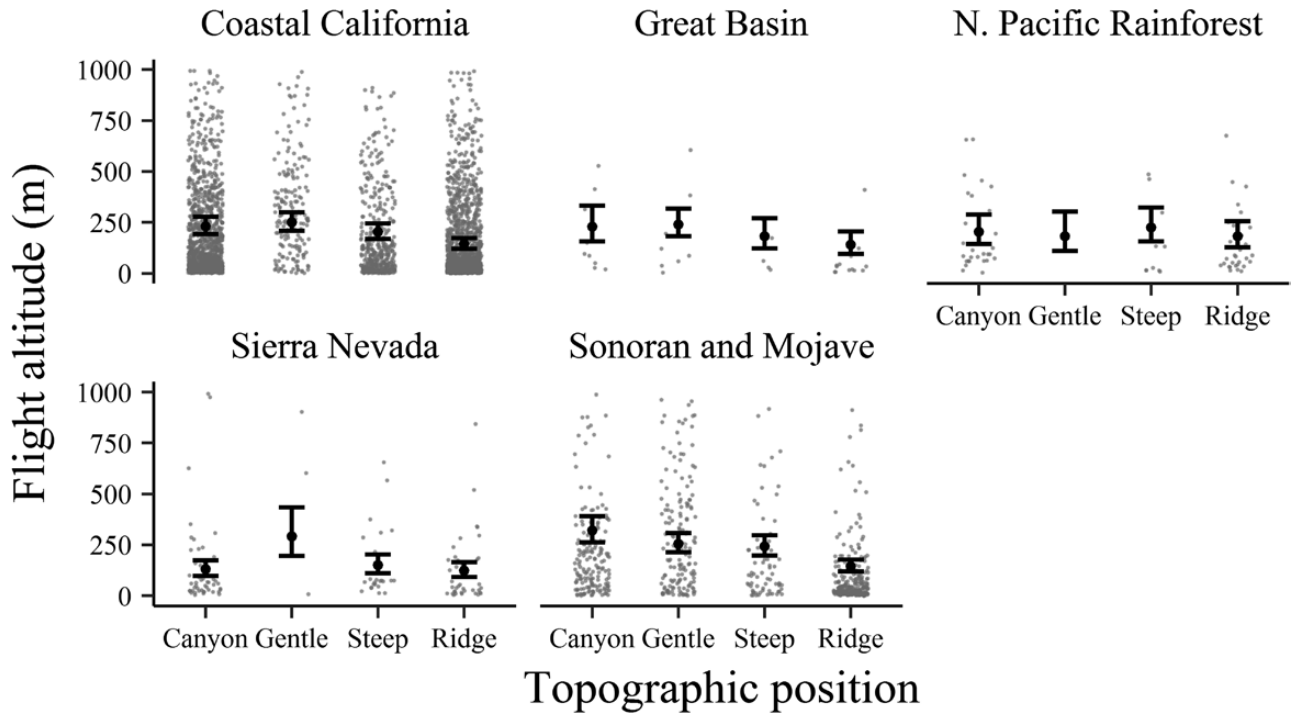 Coastal California
Great Basin
N. Pacific Rainforest
Flight altitude (m)
1000
750
500
250
0
Canyon Gentle Steep Ridge
Sierra Nevada
Sonoran and Mojave
1000
750
500
250
0
Canyon Gentle Steep Ridge
Canyon Gentle Steep Ridge
Topographic position